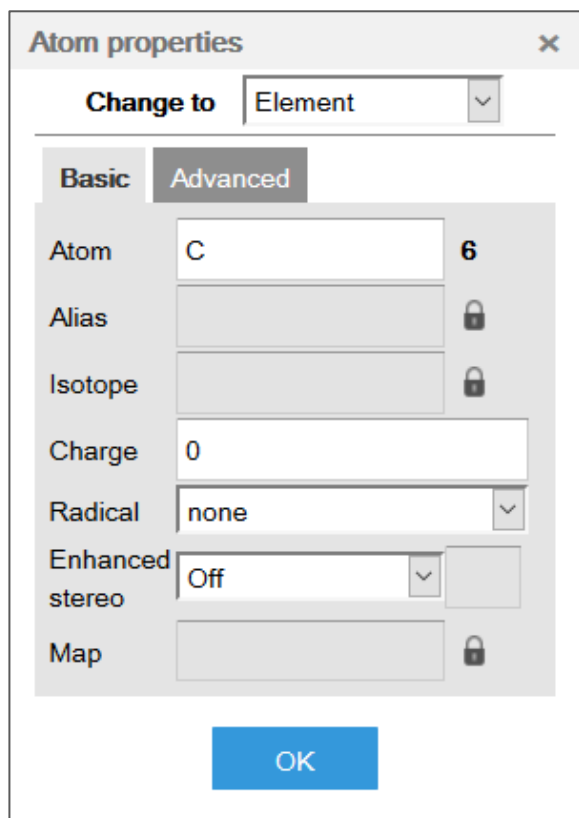 Atom properties ×
Change to Element
Basic Advanced
Atom C 6
Alias
Isotope
Charge 0
Radical none
Enhanced
stereo Off
Map
OK